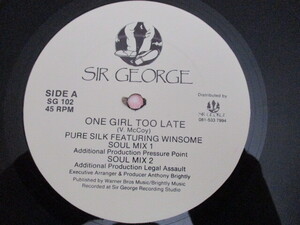 SIR GEORGE
SIDE A
SG 102
45 RPM
Distributed by
ONE GIRL TOO LATE
(V. McCoy)
PURE SILK FEATURING WINSOME
SOUL MIX 1
Additional Production Pressure Point
SOUL MIX 2
Additional Production Legal Assault
Executive Arranger & Producer Anthony Brightly
Published by Warner Bros Music/Brightly Music
Recorded at Sir George Recording Studio